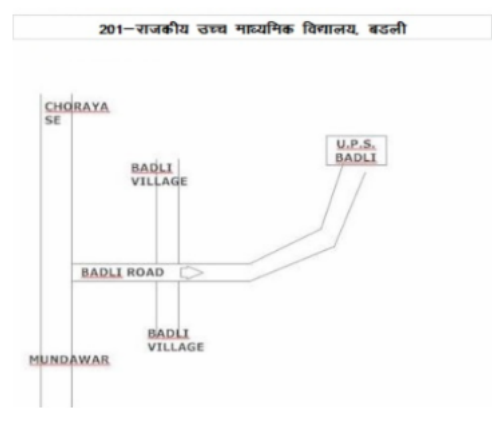 201-राजकीय उच्च माध्यमिक विद्यालय, बडली
CHORAYA
SE
U.P.S.
BADLI
BADLI
VILLAGE
BADLI ROAD
BADLI
VILLAGE
MUNDAWAR